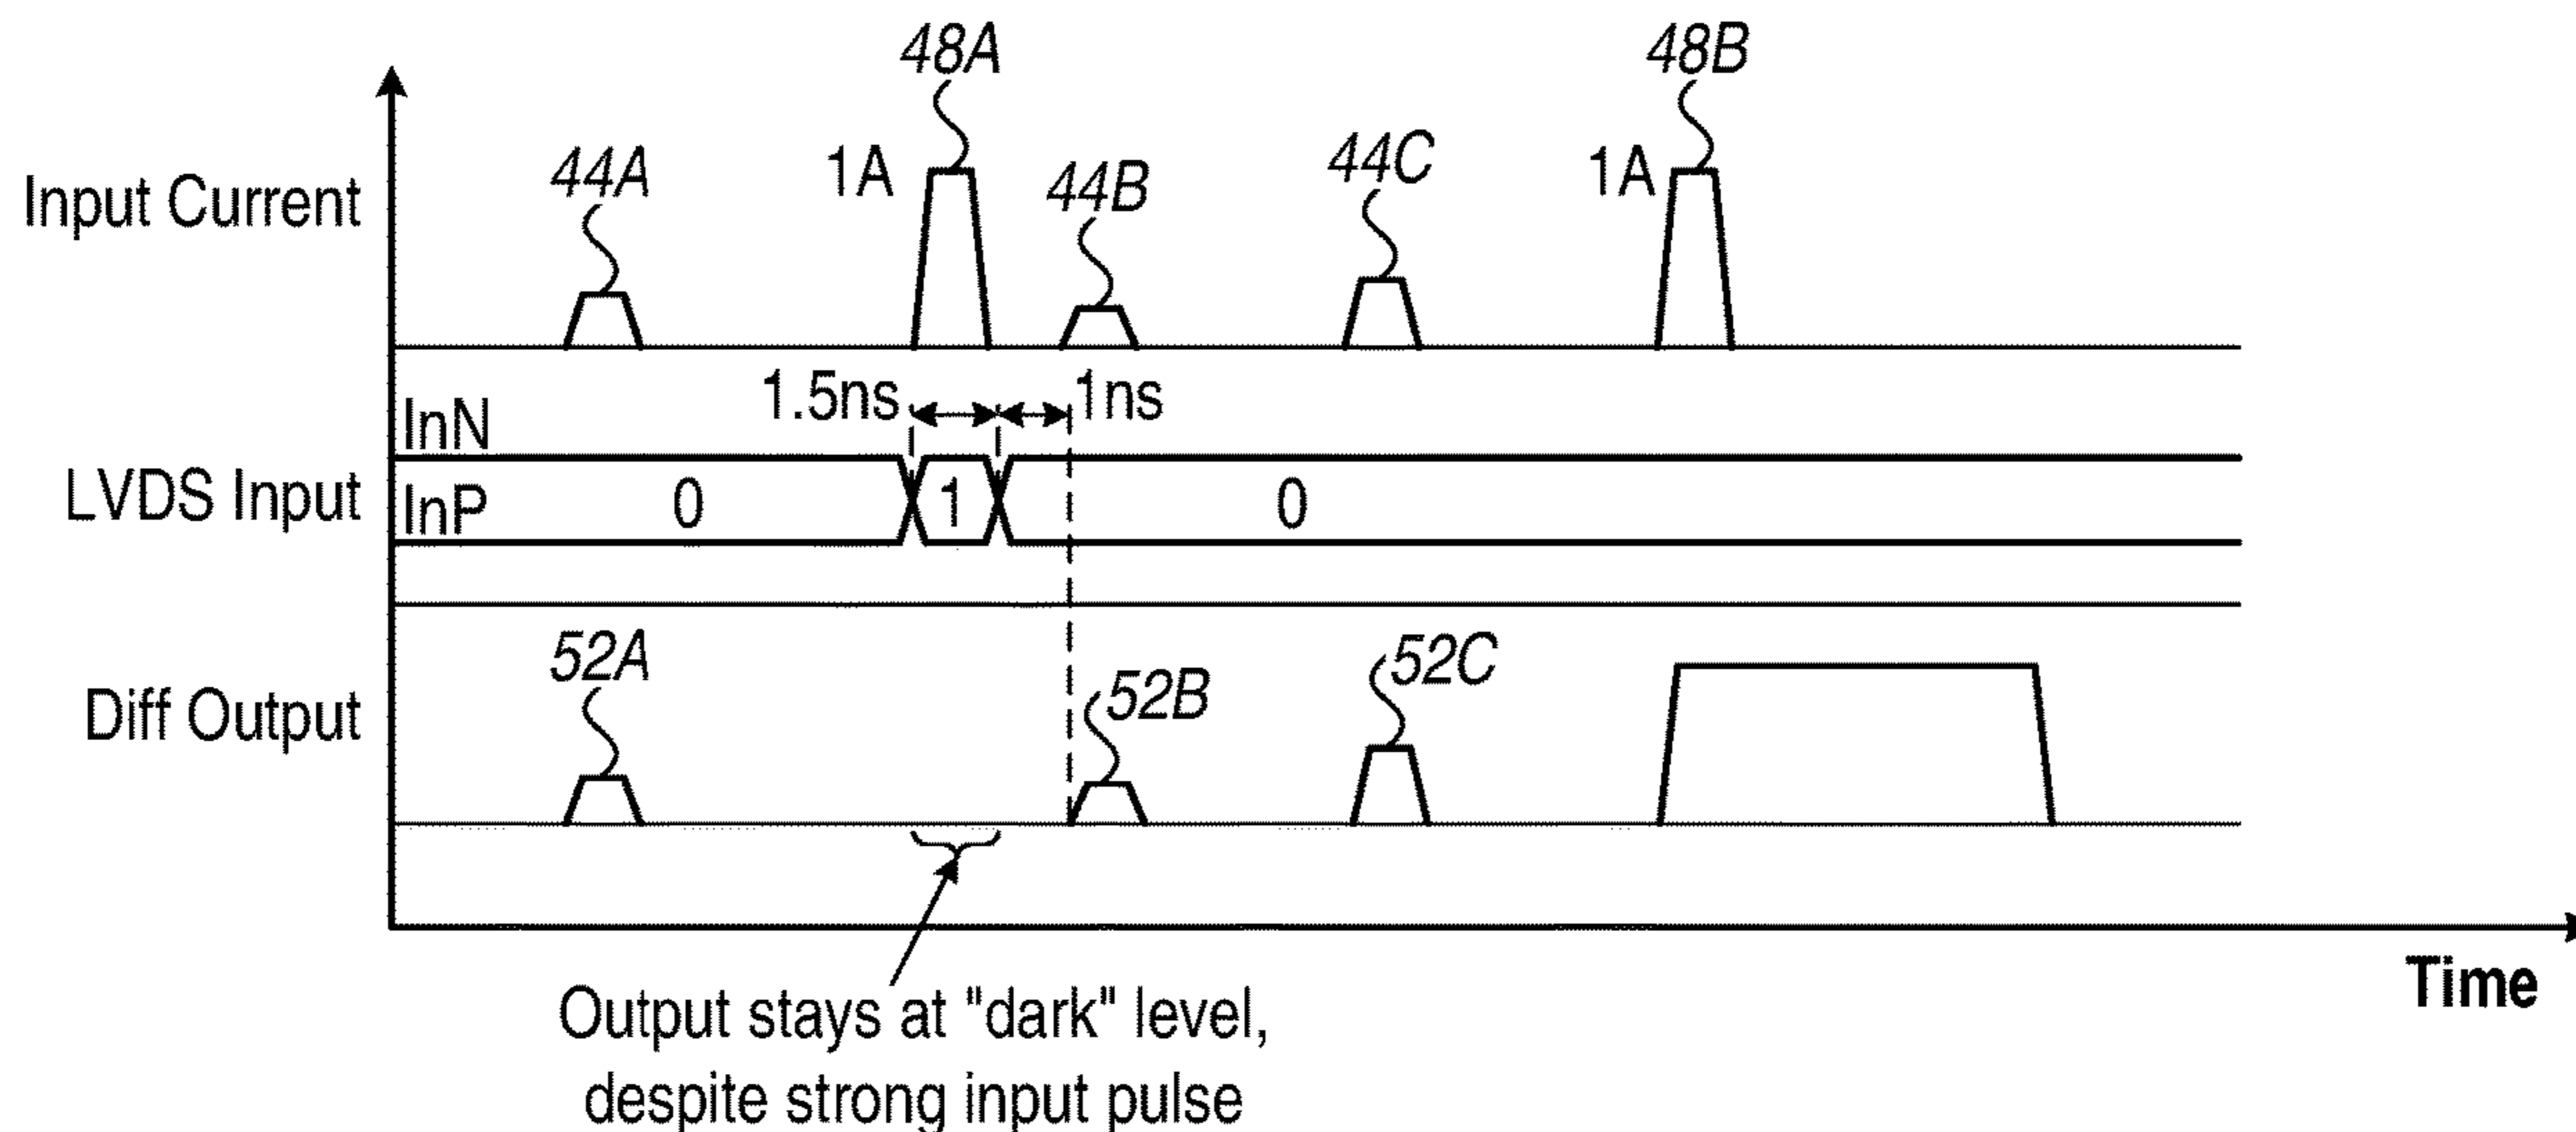 48A
48B
44A
1A
44B
44C
1A
Input Current
1.5ns
1ns
InN
LVDS Input
InP
0
1
0
52A
52B
52C
Diff Output
Output stays at "dark" level,
despite strong input pulse
Time